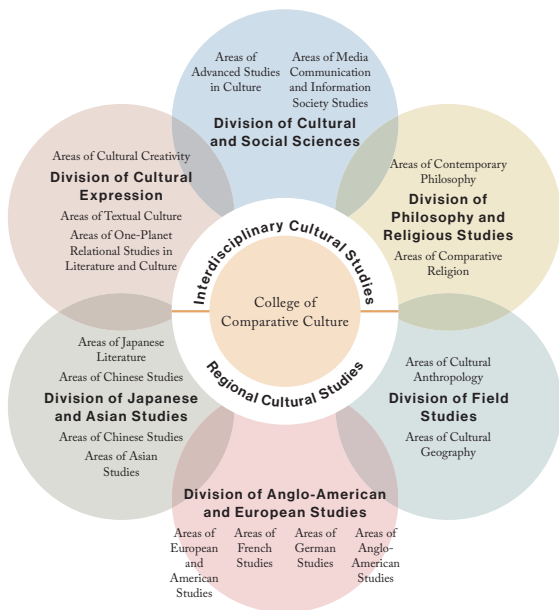 Areas of
Advanced Studies
in Culture
Areas of Media
Communication
and Information
Society Studies
Division of Cultural
and Social Sciences
Areas of Cultural Creativity
Division of Cultural
Expression
Areas of Textual Culture
Areas of One-Planet
Relational Studies in
Literature and Culture
Areas of Contemporary
Philosophy
Division of
Philosophy and
Religious Studies
Areas of Comparative
Religion
Interdisciplinary Cultural Studies
College of
Comparative Culture
Regional Cultural Studies
Areas of Japanese
Literature
Areas of Chinese Studies
Division of Japanese
and Asian Studies
Areas of Chinese Studies
Areas of Asian
Studies
Areas of Cultural
Anthropology
Division of Field
Studies
Areas of Cultural
Geography
Division of Anglo-American
and European Studies
Areas of
European
and
American
Studies
Areas of
French
Studies
Areas of
German
Studies
Areas of
Anglo-
American
Studies